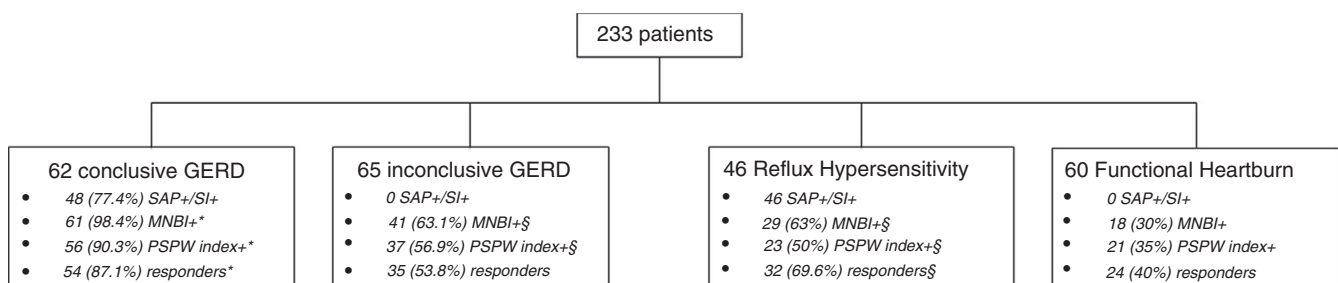 233 patients
62 conclusive GERD
• 48 (77.4%) SAP+/SI+
• 61 (98.4%) MNBI+*
• 56 (90.3%) PSPW index+*
• 54 (87.1%) responders*
65 inconclusive GERD
• 0 SAP+/SI+
• 41 (63.1%) MNBI+§
• 37 (56.9%) PSPW index+§
• 35 (53.8%) responders
46 Reflux Hypersensitivity
• 46 SAP+/SI+
• 29 (63%) MNBI+§
• 23 (50%) PSPW index+§
• 32 (69.6%) responders§
60 Functional Heartburn
• 0 SAP+/SI+
• 18 (30%) MNBI+
• 21 (35%) PSPW index+
• 24 (40%) responders